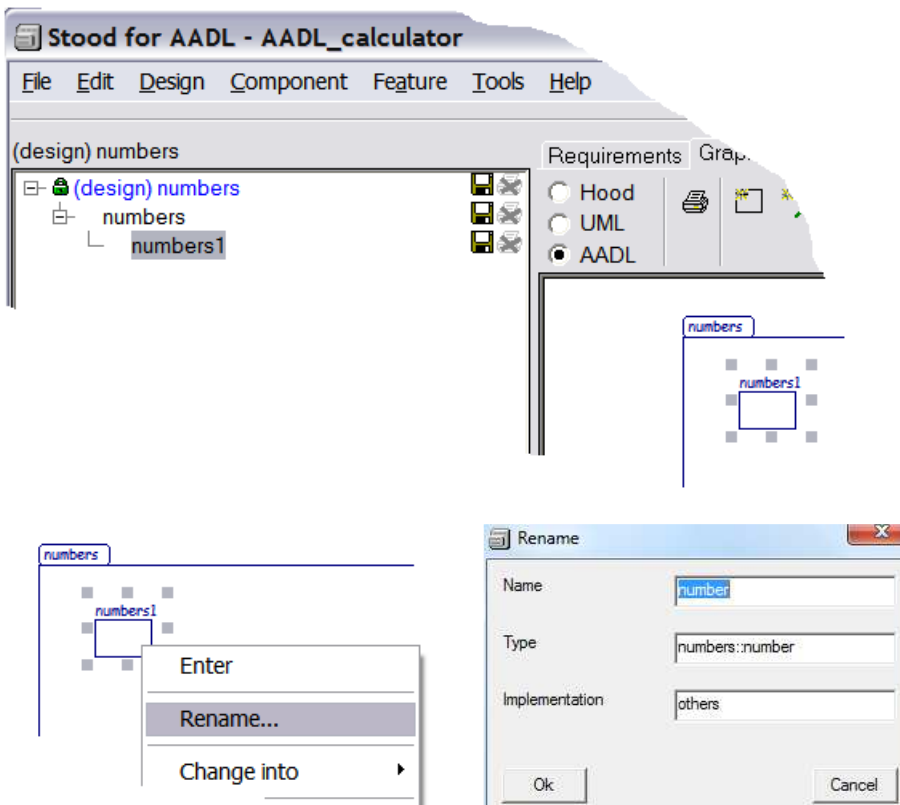 Stood for AADL - AADL_calculator
File Edit Design Component Feature Tools Help
(design) numbers
Requirements Grap
(design) numbers
numbers
numbers1
Hood
UML
AADL
numbers
numbers1
numbers
numbers1
Enter
Rename...
Change into
Rename
Name number
Type numbers::number
Implementation others
Ok Cancel